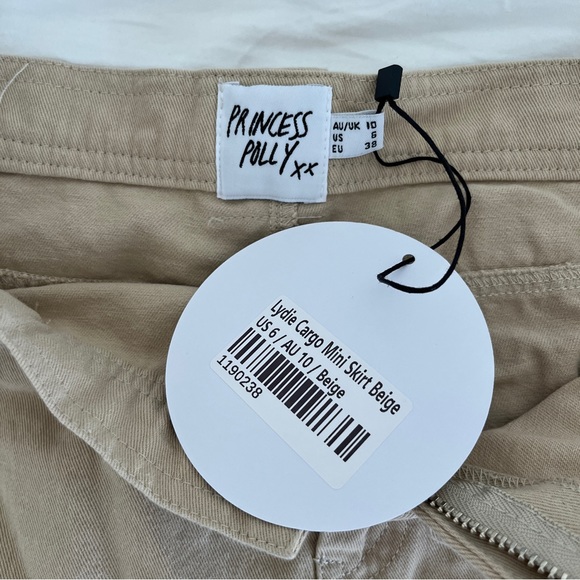 PRINCESS
POLLY xx
AU/UK 10
US 6
EU 38
Lydie Cargo Mini Skirt Beige
US 6 / AU 10 / Beige
1190238